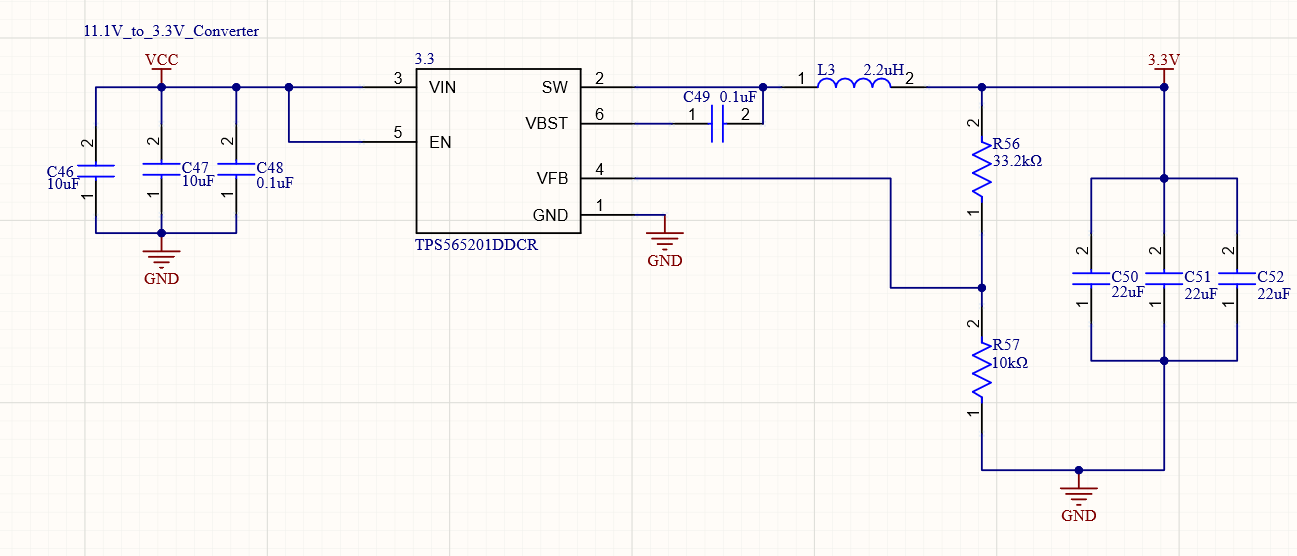 11.1V_to_3.3V_Converter
VCC
3.3
3.3V
3 VIN
SW 2
1 L3 2.2uH 2
C49 0.1uF
VBST 6
1 2
5 EN
2 2 2
C46
10uF
C47
10uF
C48
0.1uF
1 1 1
2
R56
33.2kΩ
1
VFB 4
GND 1
TPS565201DDCR
GND
GND
2 2 2
C50
22uF
C51
22uF
C52
22uF
1 1 1
2
R57
10kΩ
1
GND